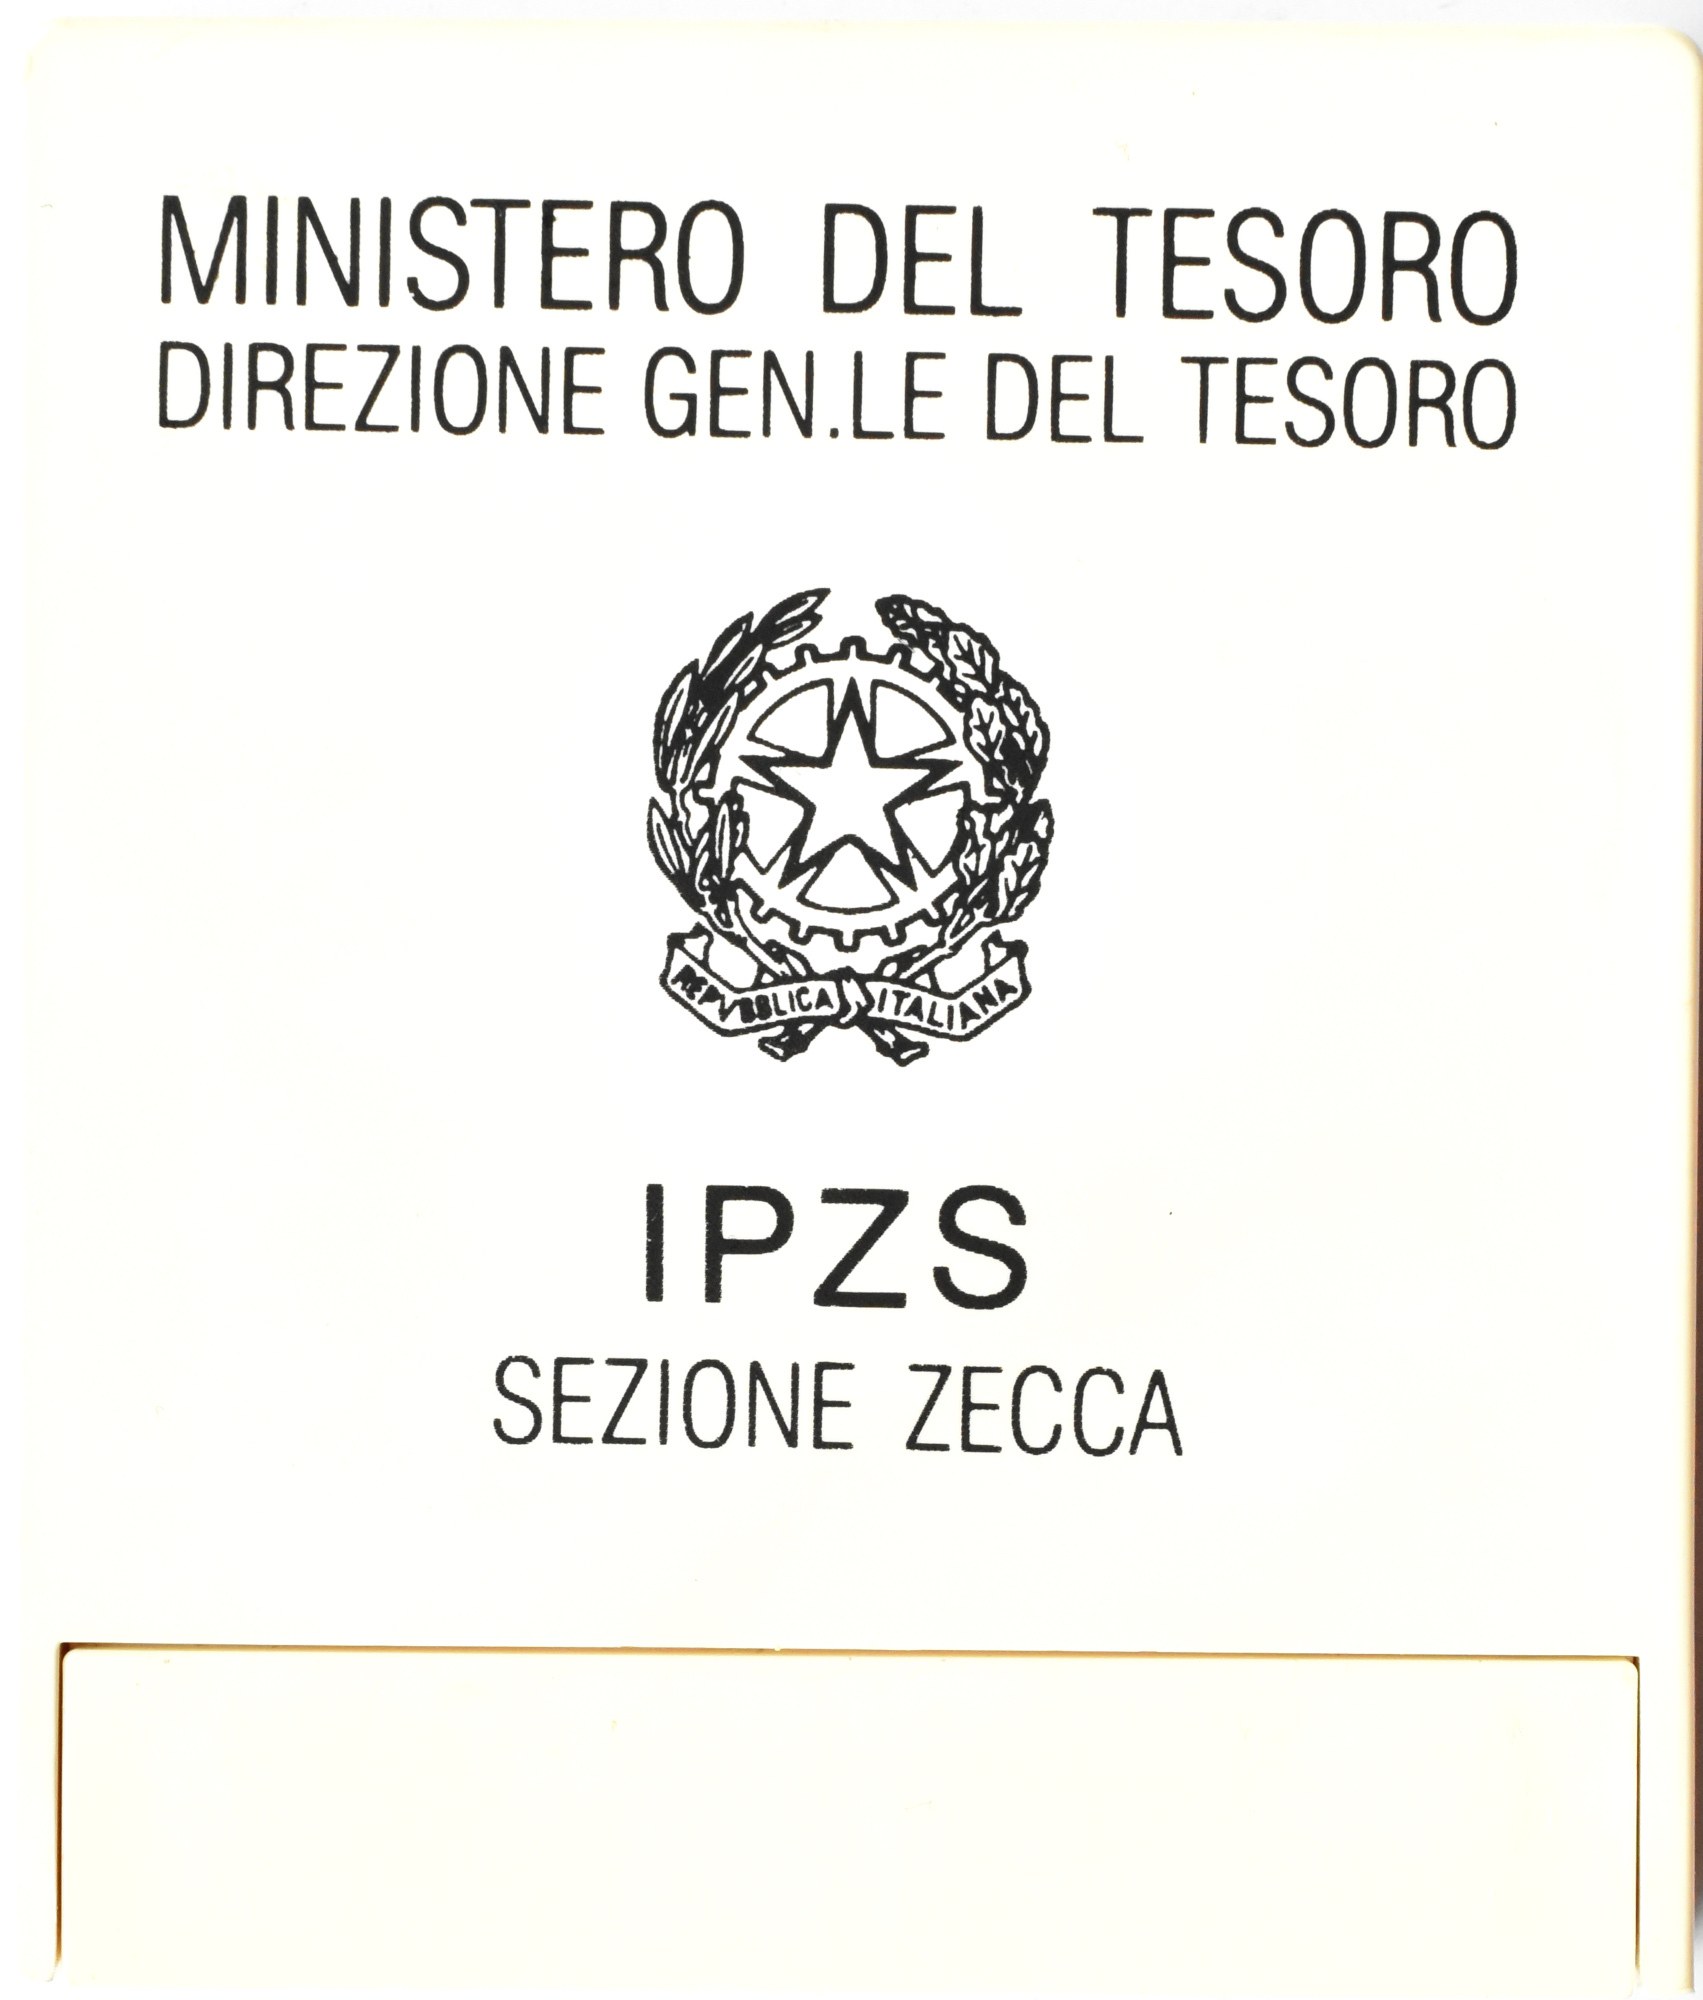 MINISTERO DEL TESORO
DIREZIONE GEN.LE DEL TESORO
REPVBBLICA ITALIANA
IPZS
SEZIONE ZECCA